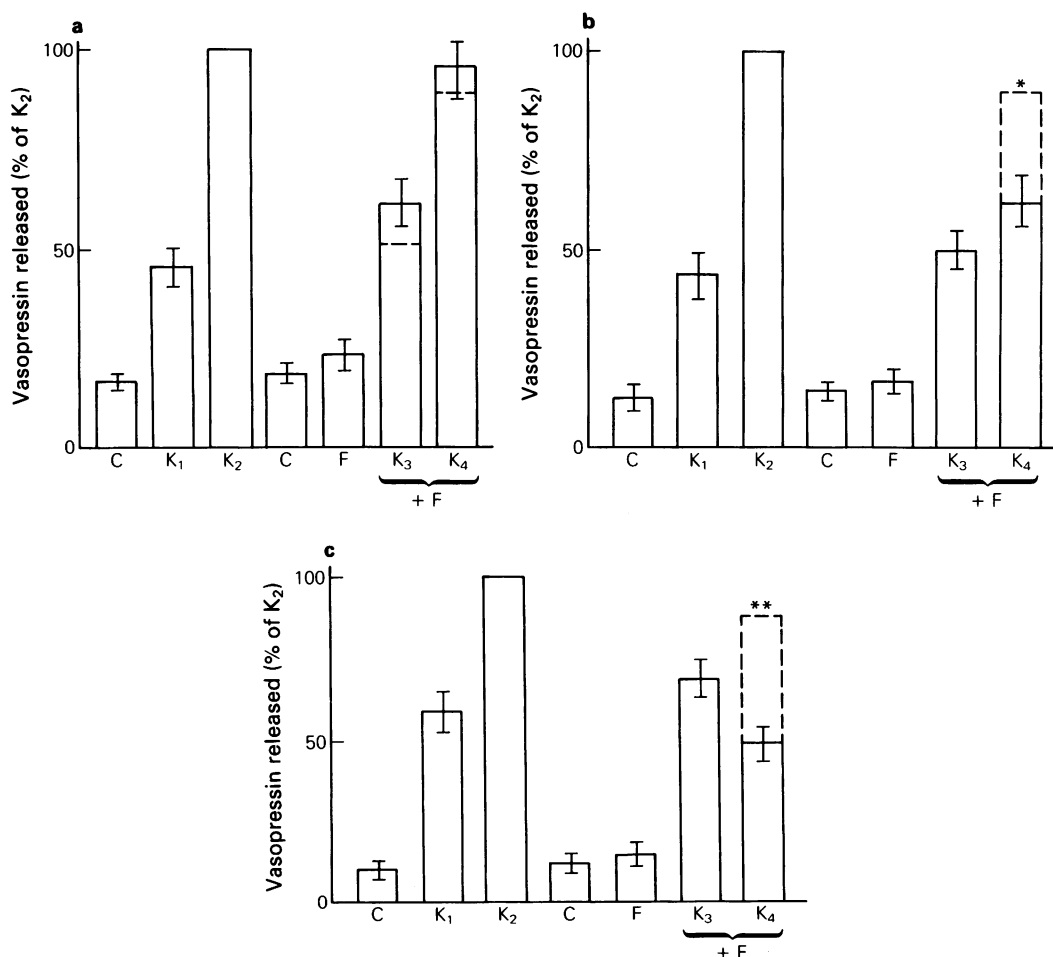 a
Vasopressin released (% of K₂)
100
50
0
C K₁ K₂ C F K₃ K₄
+ F
b
Vasopressin released (% of K₂)
100
50
0
*
C K₁ K₂ C F K₃ K₄
+ F
c
Vasopressin released (% of K₂)
100
50
0
**
C K₁ K₂ C F K₃ K₄
+ F